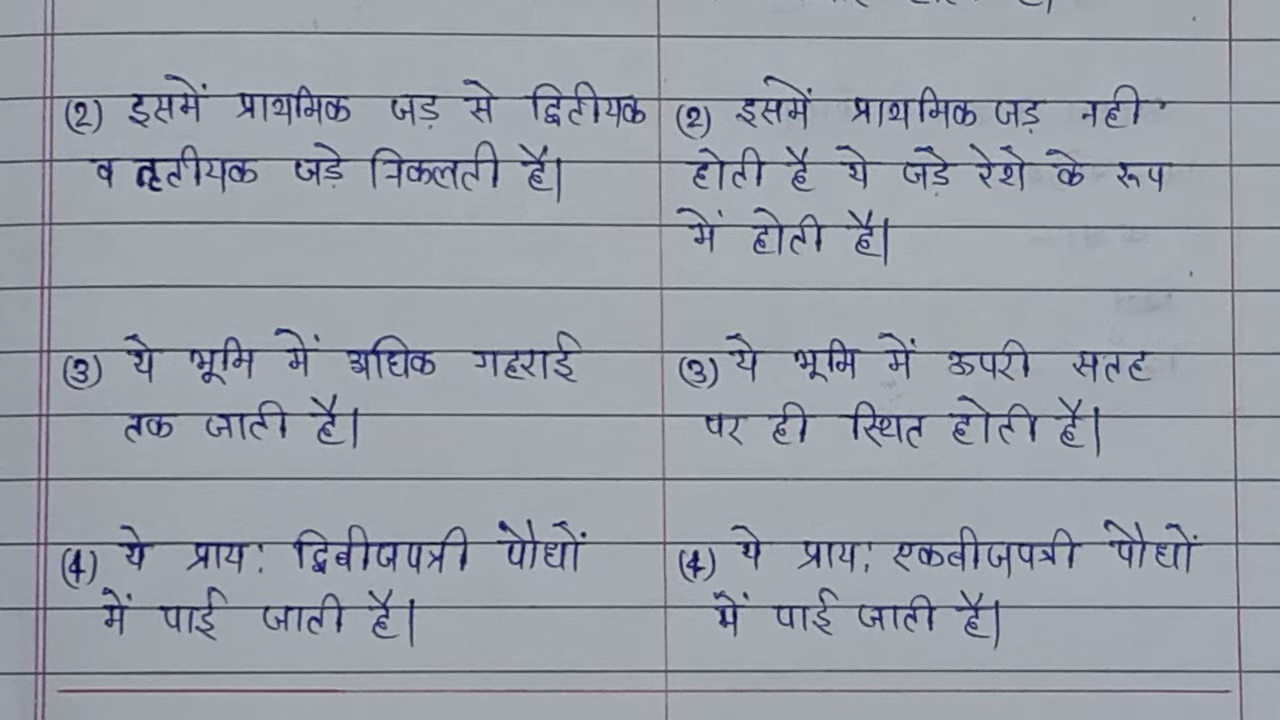 (2) इसमें प्राथमिक जड़ से द्वितीयक
व तृतीयक जड़े निकलती है।
(2) इसमें प्राथमिक जड़ नही
होती है ये जड़े रेशे के रूप
में होती है।
(3) ये भूमि में अधिक गहराई
तक जाती है।
(3) ये भूमि में ऊपरी सतह
पर ही स्थित होती है।
(4) ये प्राय: द्विबीजपत्री पौधों
में पाई जाती है।
(4) ये प्राय: एकबीजपत्री पौधों
में पाई जाती है।